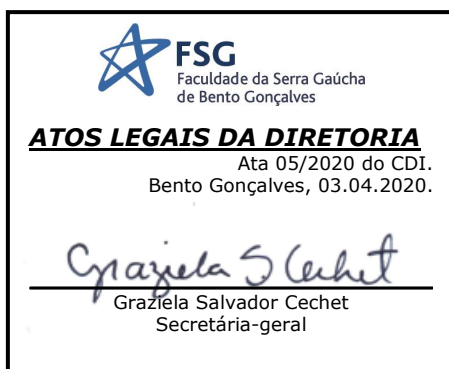 FSG
Faculdade da Serra Gaúcha
de Bento Gonçalves
ATOS LEGAIS DA DIRETORIA
Ata 05/2020 do CDI.
Bento Gonçalves, 03.04.2020.
Graziela S Cechet
Graziela Salvador Cechet
Secretária-geral